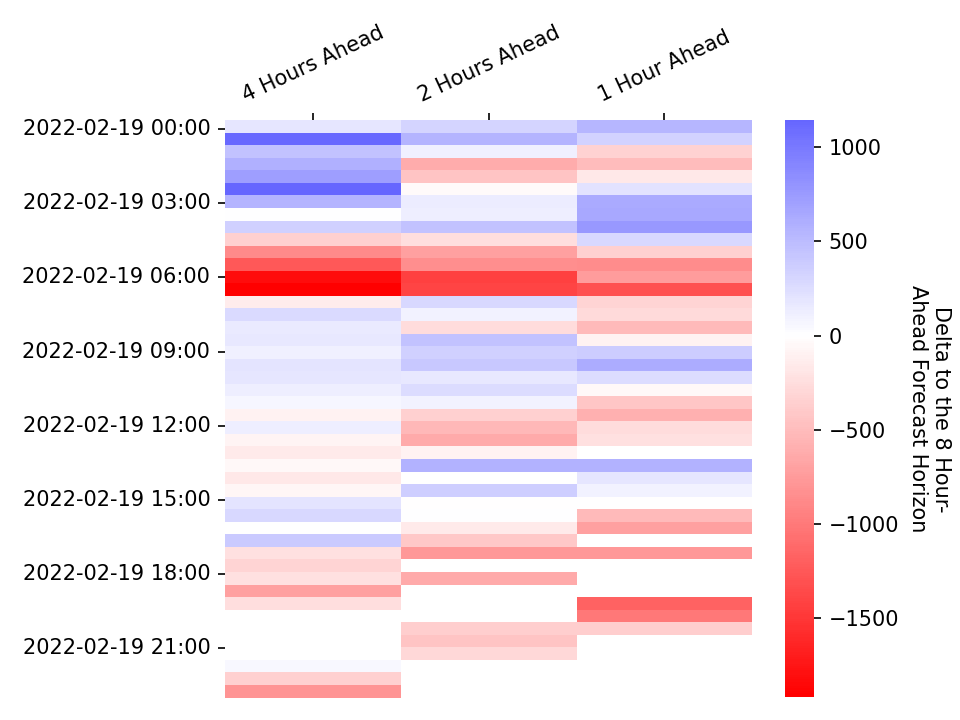 4 Hours Ahead
2 Hours Ahead
1 Hour Ahead
2022-02-19 00:00
2022-02-19 03:00
2022-02-19 06:00
2022-02-19 09:00
2022-02-19 12:00
2022-02-19 15:00
2022-02-19 18:00
2022-02-19 21:00
1000
500
0
−500
−1000
−1500
Delta to the 8 Hour-
Ahead Forecast Horizon